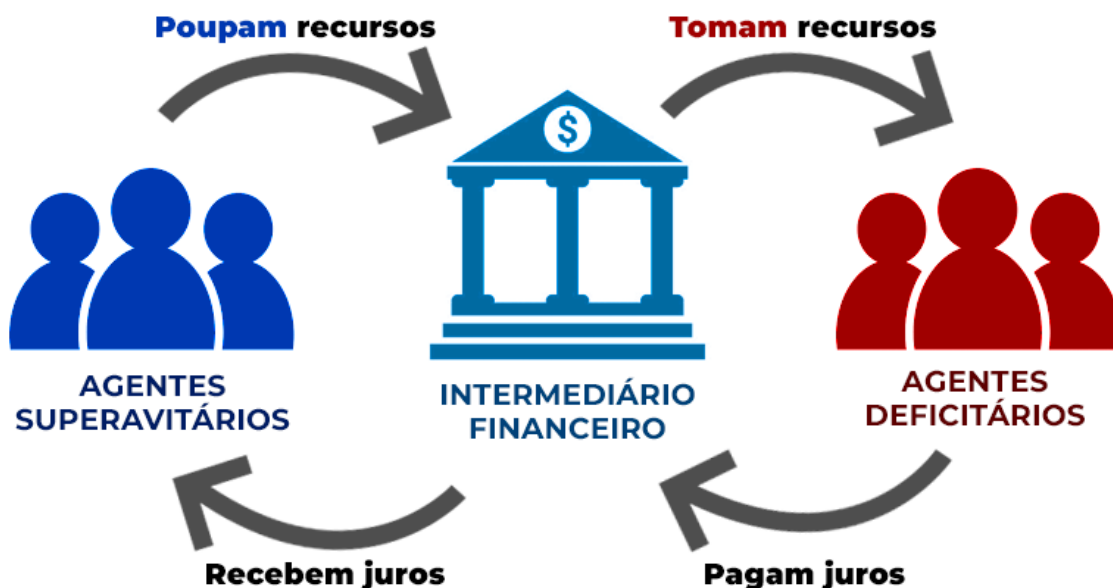 Poupam recursos
Tomam recursos
$
AGENTES
SUPERAVITÁRIOS
INTERMEDIÁRIO
FINANCEIRO
AGENTES
DEFICITÁRIOS
Recebem juros
Pagam juros